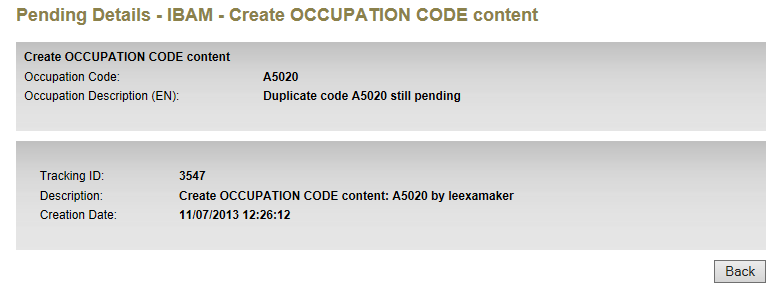 Pending Details - IBAM - Create OCCUPATION CODE content
Create OCCUPATION CODE content
Occupation Code: A5020
Occupation Description (EN): Duplicate code A5020 still pending
Tracking ID: 3547
Description: Create OCCUPATION CODE content: A5020 by leexamaker
Creation Date: 11/07/2013 12:26:12
Back